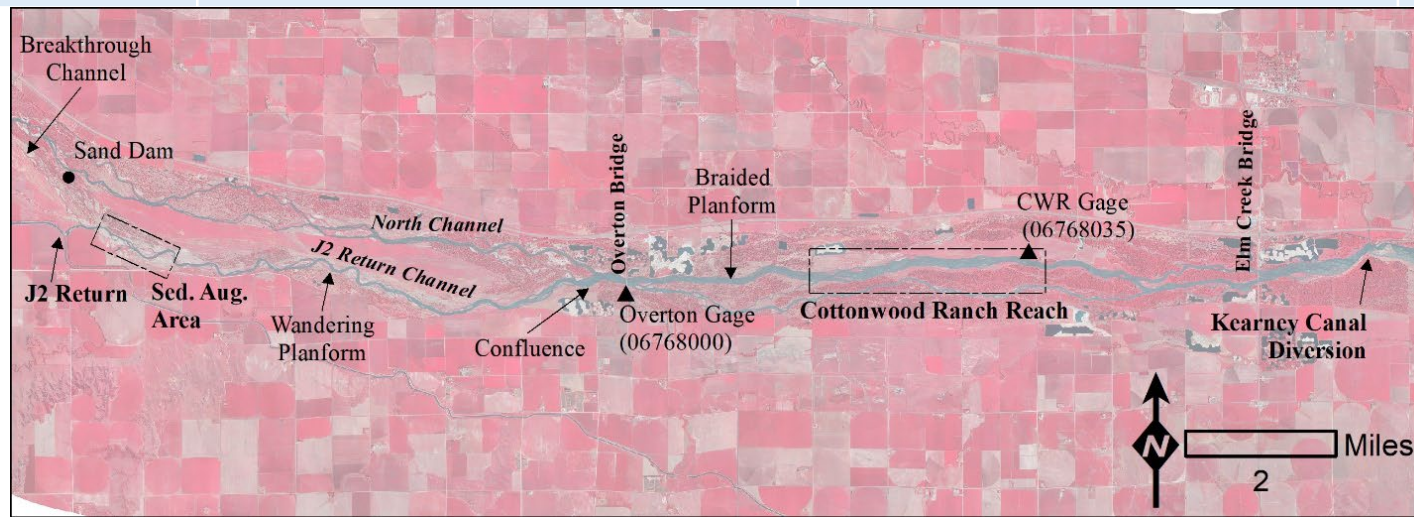 Breakthrough
Channel
Sand Dam
North Channel
J2 Return Channel
Overton Bridge
Braided
Planform
CWR Gage
(06768035)
Elm Creek Bridge
J2 Return
Sed. Aug.
Area
Wandering
Planform
Confluence
Overton Gage
(06768000)
Cottonwood Ranch Reach
Kearney Canal
Diversion
N
Miles
2